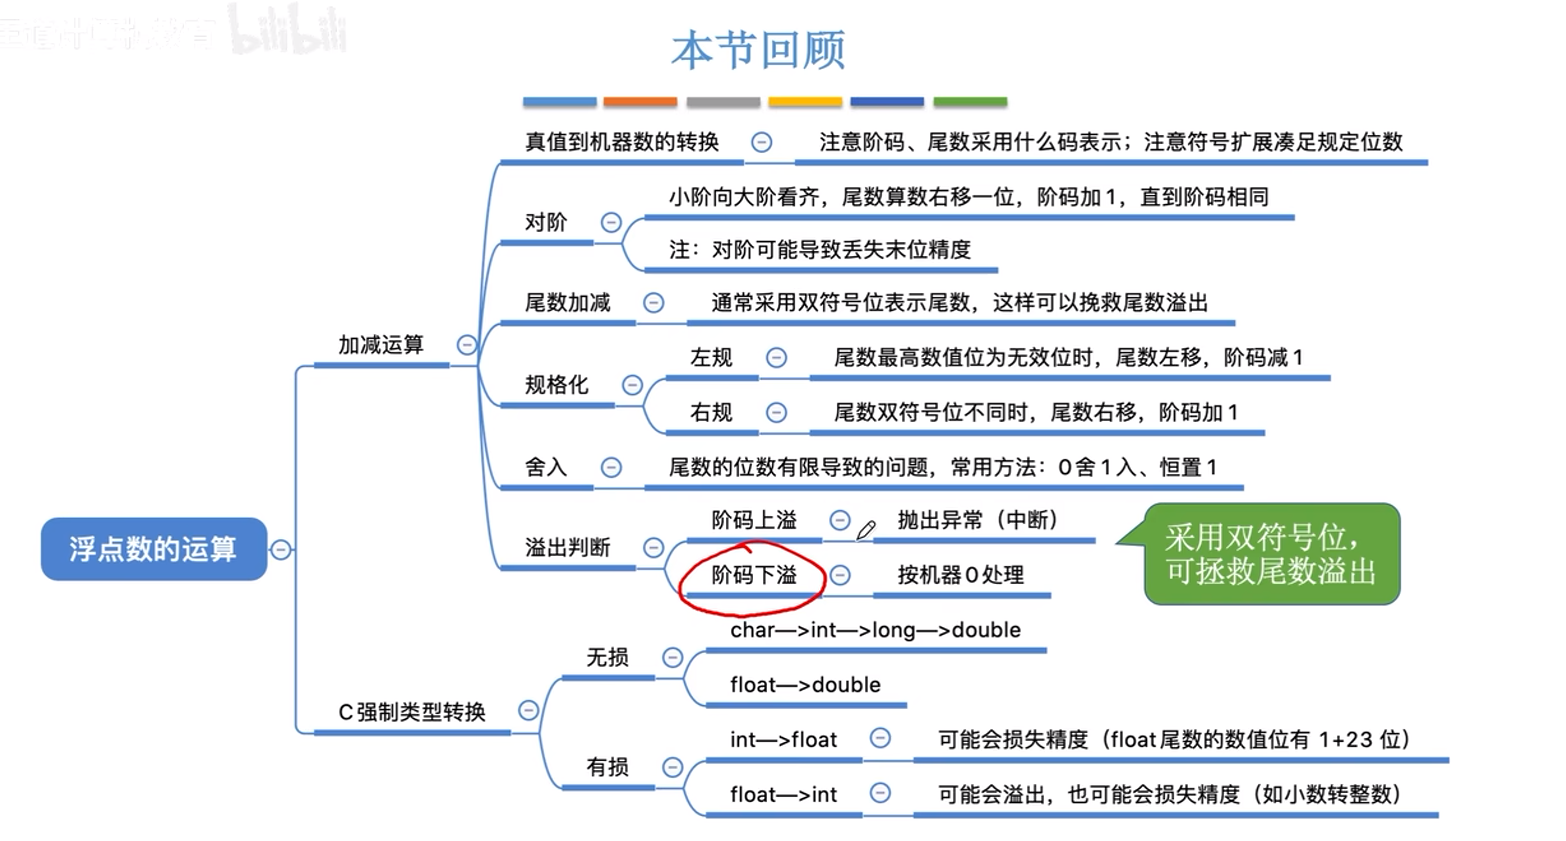 bilibili
本节回顾
真值到机器数的转换
注意阶码、尾数采用什么码表示；注意符号扩展凑足规定位数
对阶
小阶向大阶看齐，尾数算数右移一位，阶码加1，直到阶码相同
注：对阶可能导致丢失末位精度
尾数加减
通常采用双符号位表示尾数，这样可以挽救尾数溢出
加减运算
规格化
左规
尾数最高数值位为无效位时，尾数左移，阶码减1
右规
尾数双符号位不同时，尾数右移，阶码加1
舍入
尾数的位数有限导致的问题，常用方法：0舍1入、恒置1
溢出判断
阶码上溢
抛出异常（中断）
阶码下溢
按机器0处理
采用双符号位，
可拯救尾数溢出
浮点数的运算
C强制类型转换
无损
char—>int—>long—>double
float—>double
有损
int—>float
可能会损失精度（float尾数的数值位有 1+23 位）
float—>int
可能会溢出，也可能会损失精度（如小数转整数）